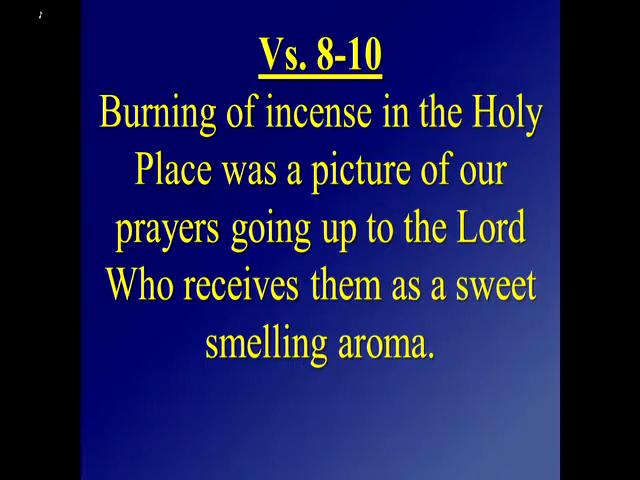 Vs. 8-10
Burning of incense in the Holy
Place was a picture of our
prayers going up to the Lord
Who receives them as a sweet
smelling aroma.